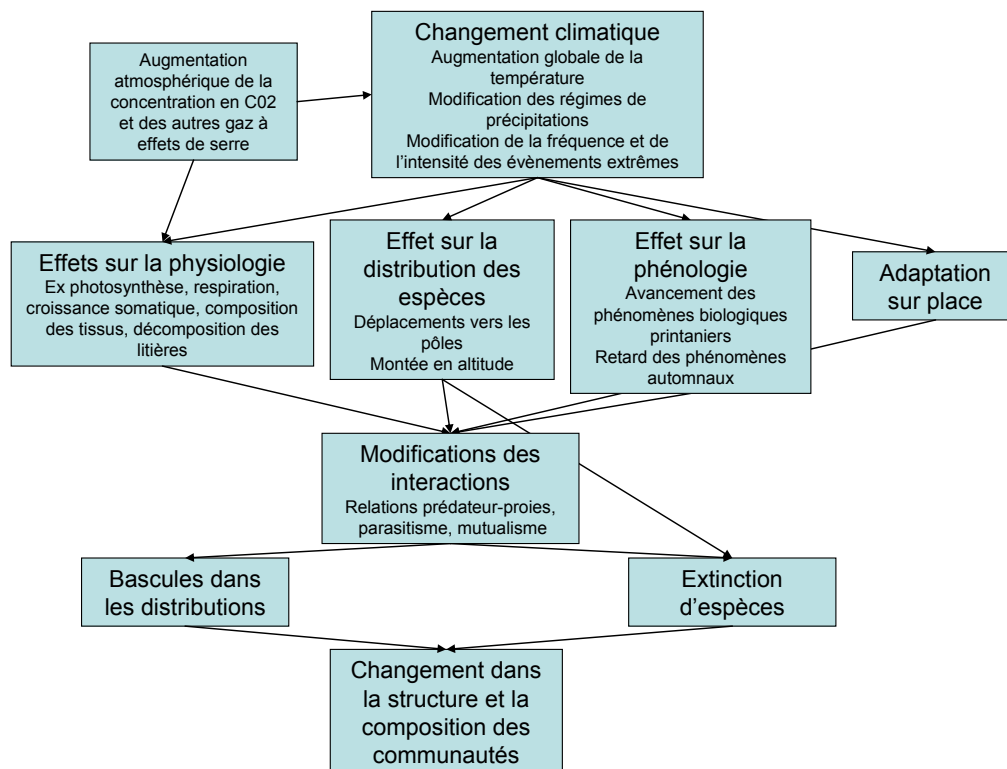 Augmentation
atmosphérique de la
concentration en C02
et des autres gaz à
effets de serre
Changement climatique
Augmentation globale de la
température
Modification des régimes de
précipitations
Modification de la fréquence et de
l'intensité des évènements extrêmes
Effets sur la physiologie
Ex photosynthèse, respiration,
croissance somatique, composition
des tissus, décomposition des
litières
Effet sur la
distribution des
espèces
Déplacements vers les
pôles
Montée en altitude
Effet sur la
phénologie
Avancement des
phénomènes biologiques
printaniers
Retard des phénomènes
automnaux
Adaptation
sur place
Modifications des
interactions
Relations prédateur-proies,
parasitisme, mutualisme
Bascules dans
les distributions
Extinction
d'espèces
Changement dans
la structure et la
composition des
communautés